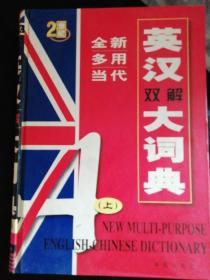 全新
多用
当代
英汉
双解
大词典
(上)
NEW MULTI-PURPOSE
ENGLISH-CHINESE DICTIONARY